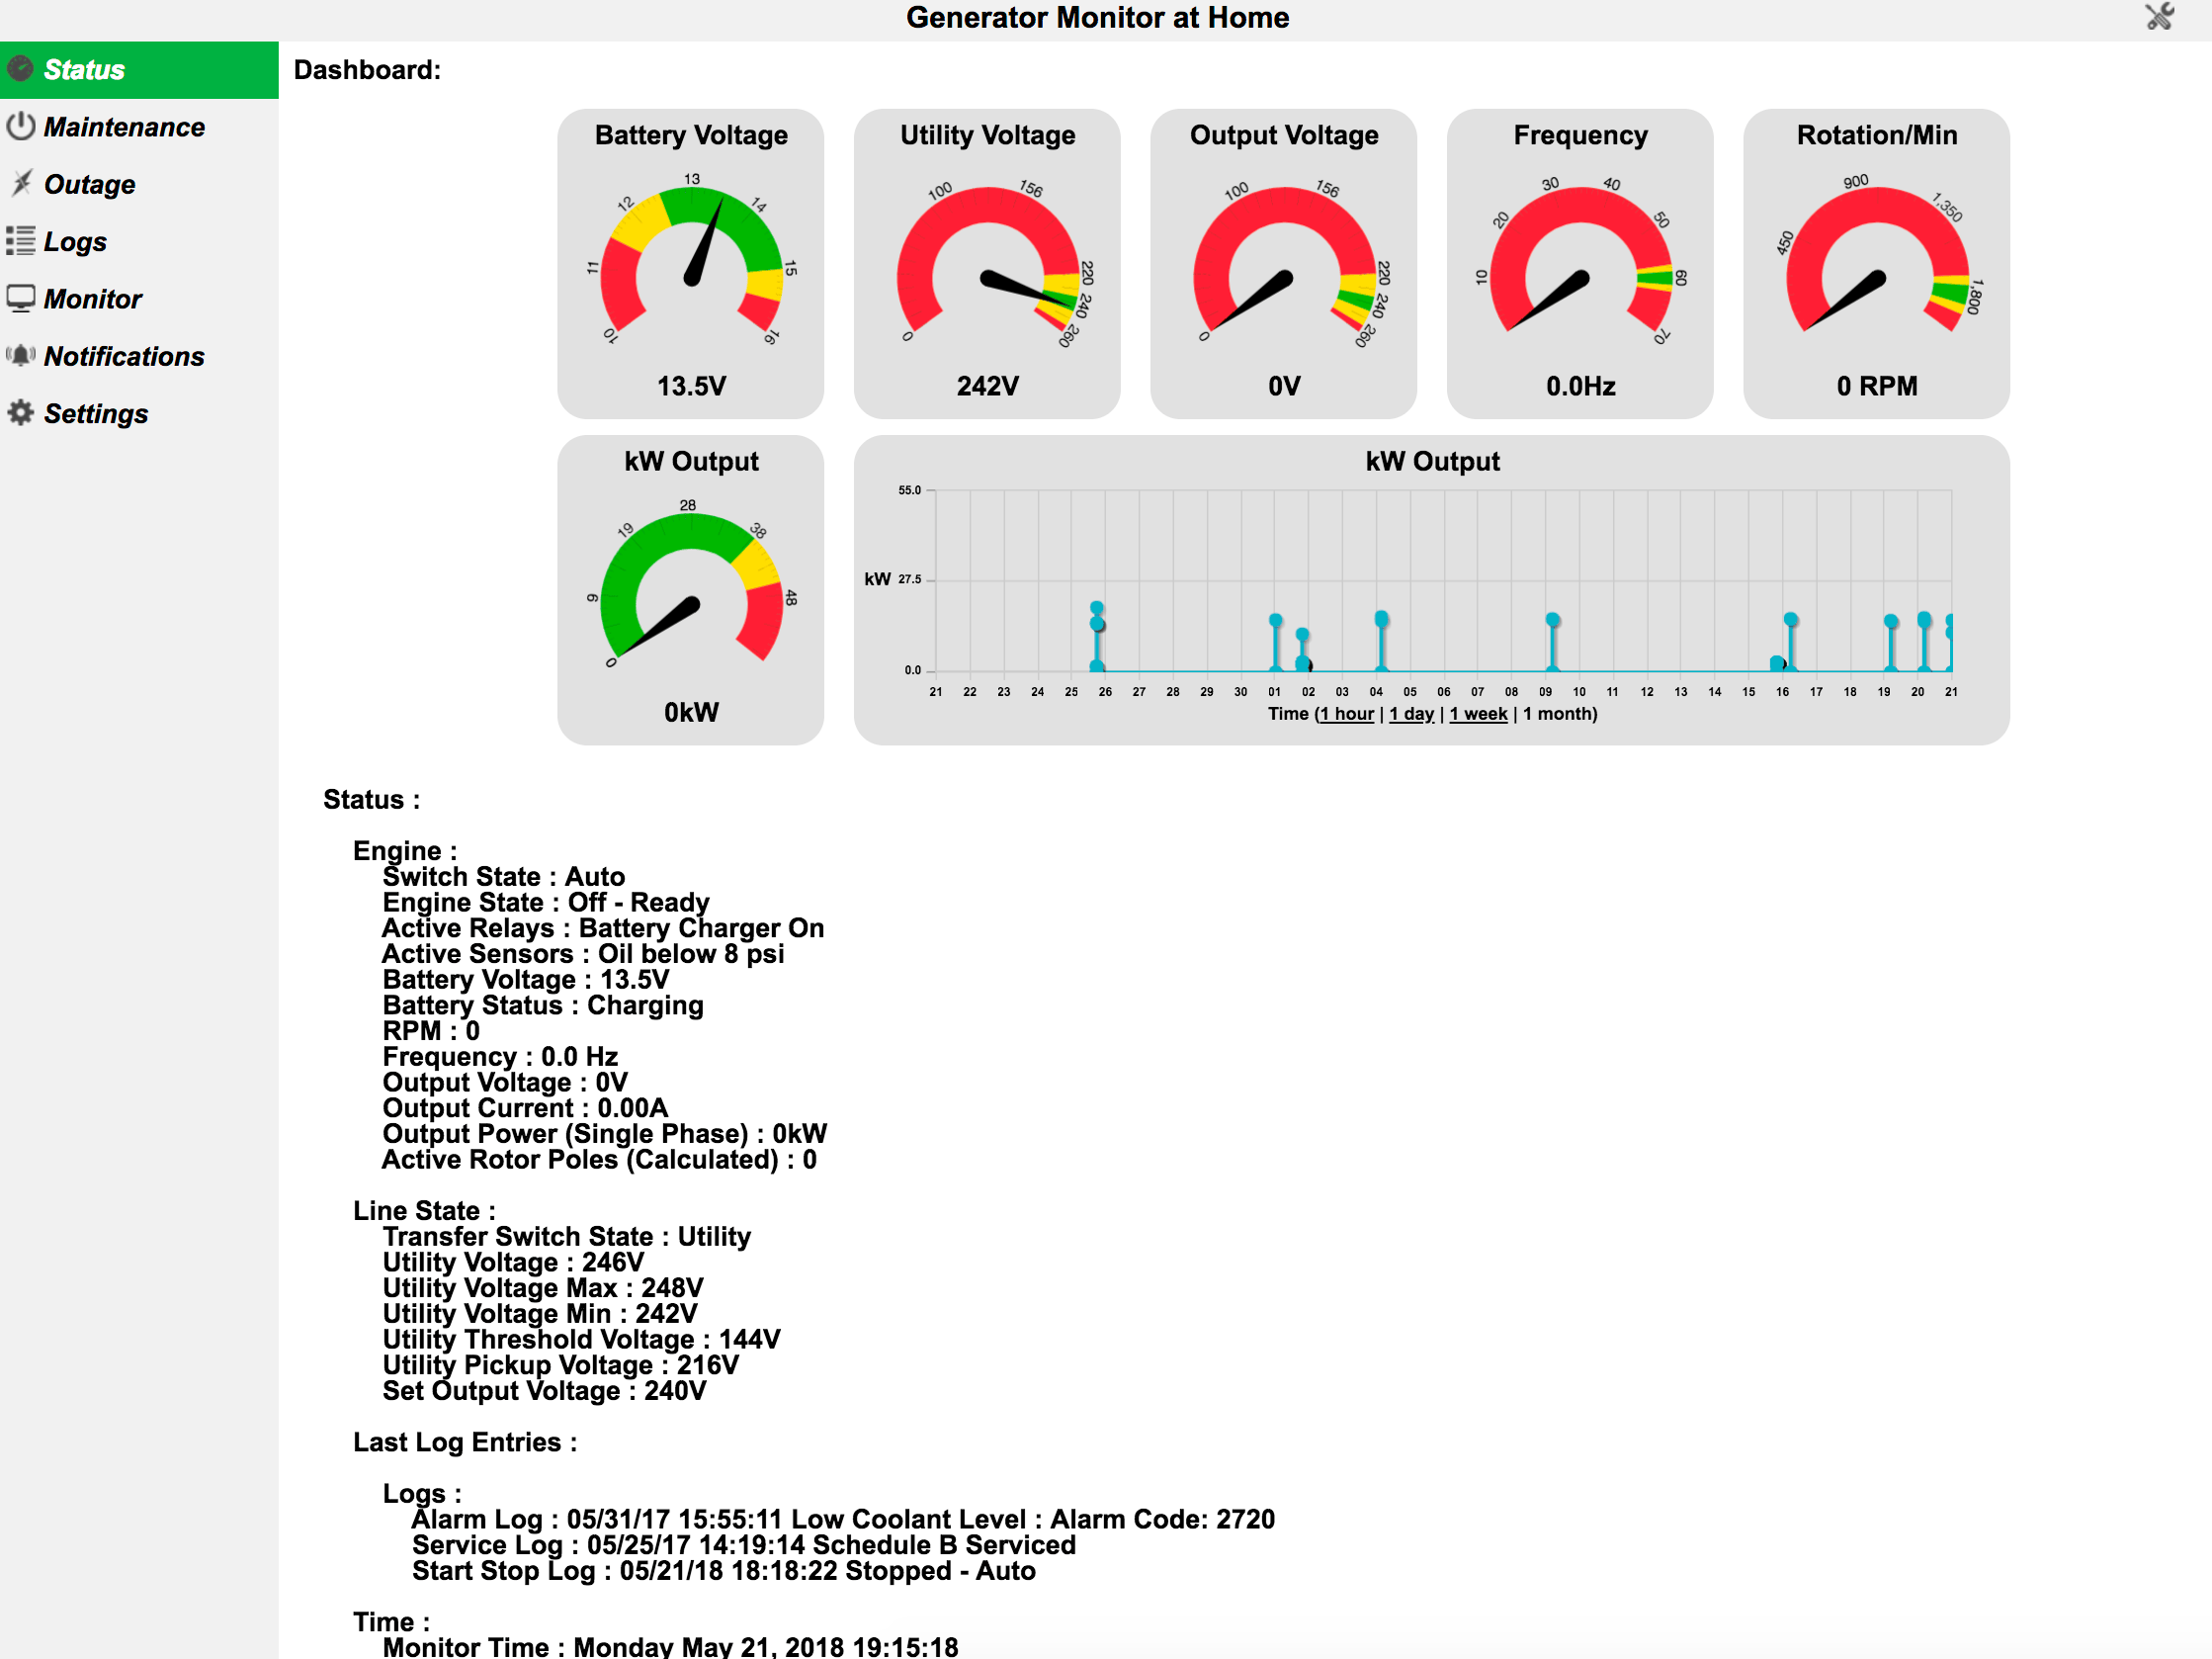 Generator Monitor at Home
Status
Maintenance
Outage
Logs
Monitor
Notifications
Settings
Dashboard:
Battery Voltage
10
11
12
13
14
15
16
13.5V
Utility Voltage
0
100
156
220
240
260
242V
Output Voltage
0
100
156
220
240
260
0V
Frequency
10
20
30
40
50
60
70
0.0Hz
Rotation/Min
450
900
1,350
1,800
0 RPM
kW Output
0
9
19
28
38
48
0kW
kW Output
55.0
kW 27.5
0.0
21 22 23 24 25 26 27 28 29 30 01 02 03 04 05 06 07 08 09 10 11 12 13 14 15 16 17 18 19 20 21
Time (1 hour | 1 day | 1 week | 1 month)
Status :
Engine :
Switch State : Auto
Engine State : Off - Ready
Active Relays : Battery Charger On
Active Sensors : Oil below 8 psi
Battery Voltage : 13.5V
Battery Status : Charging
RPM : 0
Frequency : 0.0 Hz
Output Voltage : 0V
Output Current : 0.00A
Output Power (Single Phase) : 0kW
Active Rotor Poles (Calculated) : 0
Line State :
Transfer Switch State : Utility
Utility Voltage : 246V
Utility Voltage Max : 248V
Utility Voltage Min : 242V
Utility Threshold Voltage : 144V
Utility Pickup Voltage : 216V
Set Output Voltage : 240V
Last Log Entries :
Logs :
Alarm Log : 05/31/17 15:55:11 Low Coolant Level : Alarm Code: 2720
Service Log : 05/25/17 14:19:14 Schedule B Serviced
Start Stop Log : 05/21/18 18:18:22 Stopped - Auto
Time :
Monitor Time : Monday May 21, 2018 19:15:18